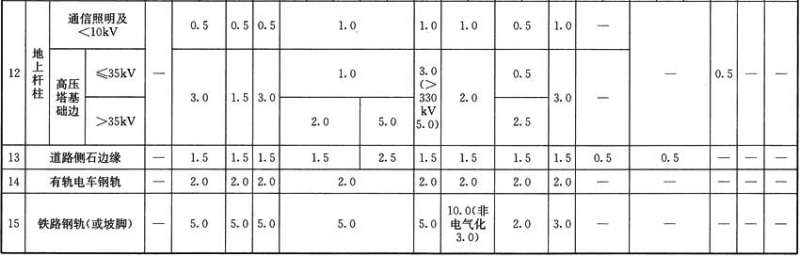 12 地上杆柱 通信照明及<10kV — 0.5 0.5 0.5 1.0 1.0 1.0 0.5 1.0 — — 0.5 — —
高压塔基础边 ≤35kV 3.0 1.5 3.0 1.0 3.0(>330kV5.0) 2.0 0.5 3.0 —
>35kV 2.0 5.0 2.5
13 道路侧石边缘 — 1.5 1.5 1.5 1.5 2.5 1.5 1.5 1.5 1.5 0.5 0.5 — — —
14 有轨电车钢轨 — 2.0 2.0 2.0 2.0 2.0 2.0 2.0 2.0 — — — — —
15 铁路钢轨(或坡脚) — 5.0 5.0 5.0 5.0 5.0 10.0(非电气化3.0) 2.0 3.0 — — — — —